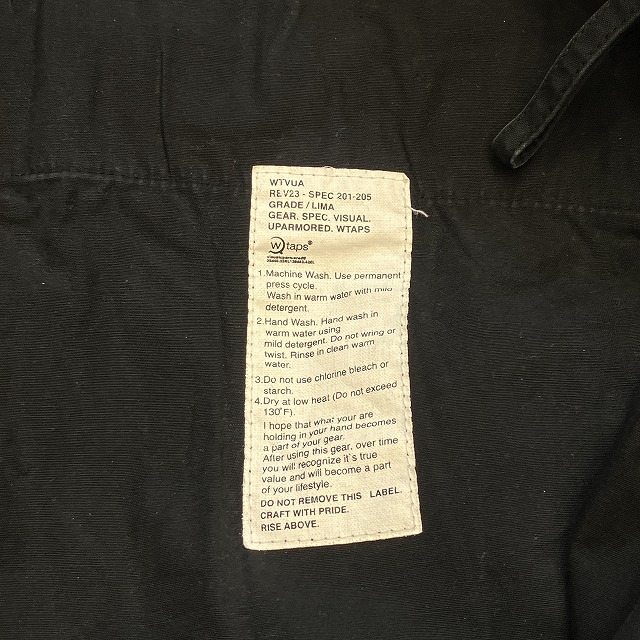 WTVUA
REV23 - SPEC 201-205
GRADE / LIMA
GEAR. SPEC. VISUAL.
UPARMORED. WTAPS
Wtaps®
1.Machine Wash. Use permanent
press cycle.
Wash in warm water with mild
detergent.
2.Hand Wash. Hand wash in
warm water using
mild detergent. Do not wring or
twist. Rinse in clean warm
water.
3.Do not use chlorine bleach or
starch.
4.Dry at low heat (Do not exceed
130°F).
I hope that what your are
holding in your hand becomes
a part of your gear.
After using this gear, over time
you will recognize it's true
value and will become a part
of your lifestyle.
DO NOT REMOVE THIS LABEL.
CRAFT WITH PRIDE.
RISE ABOVE.